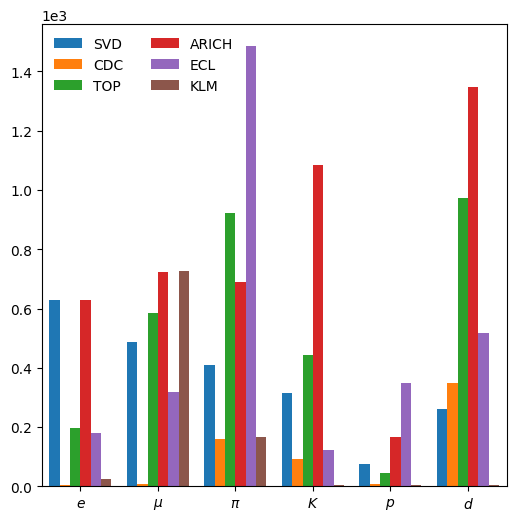 1e3
SVD
CDC
TOP
ARICH
ECL
KLM
1.4
1.2
1.0
0.8
0.6
0.4
0.2
0.0
e μ π K p d